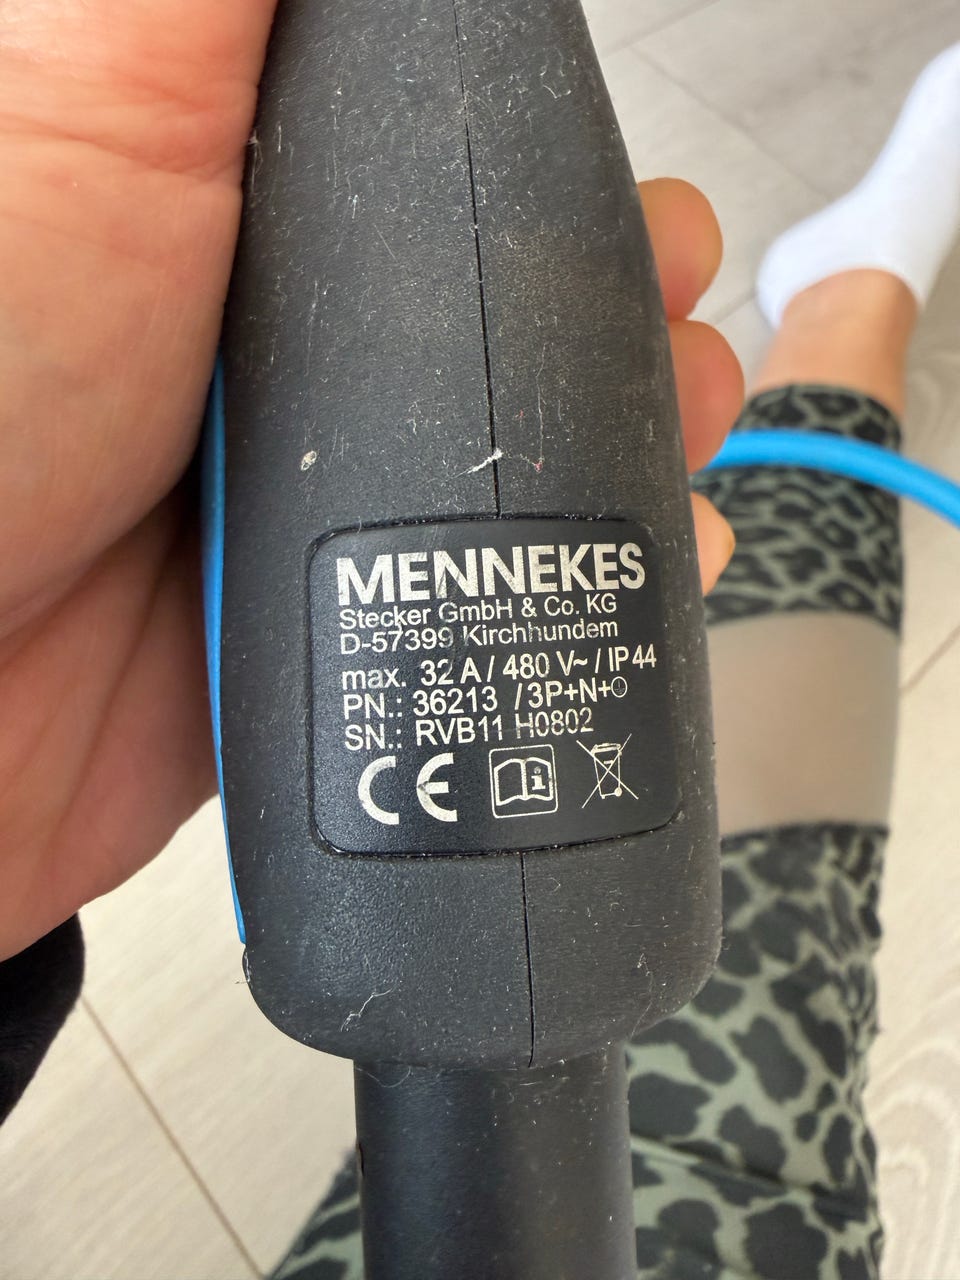 MENNEKES
Stecker GmbH & Co. KG
D-57399 Kirchhundem
max. 32 A / 480 V~ / IP44
PN.: 36213 / 3P+N+⏚
SN.: RVB11 H0802
CE
i